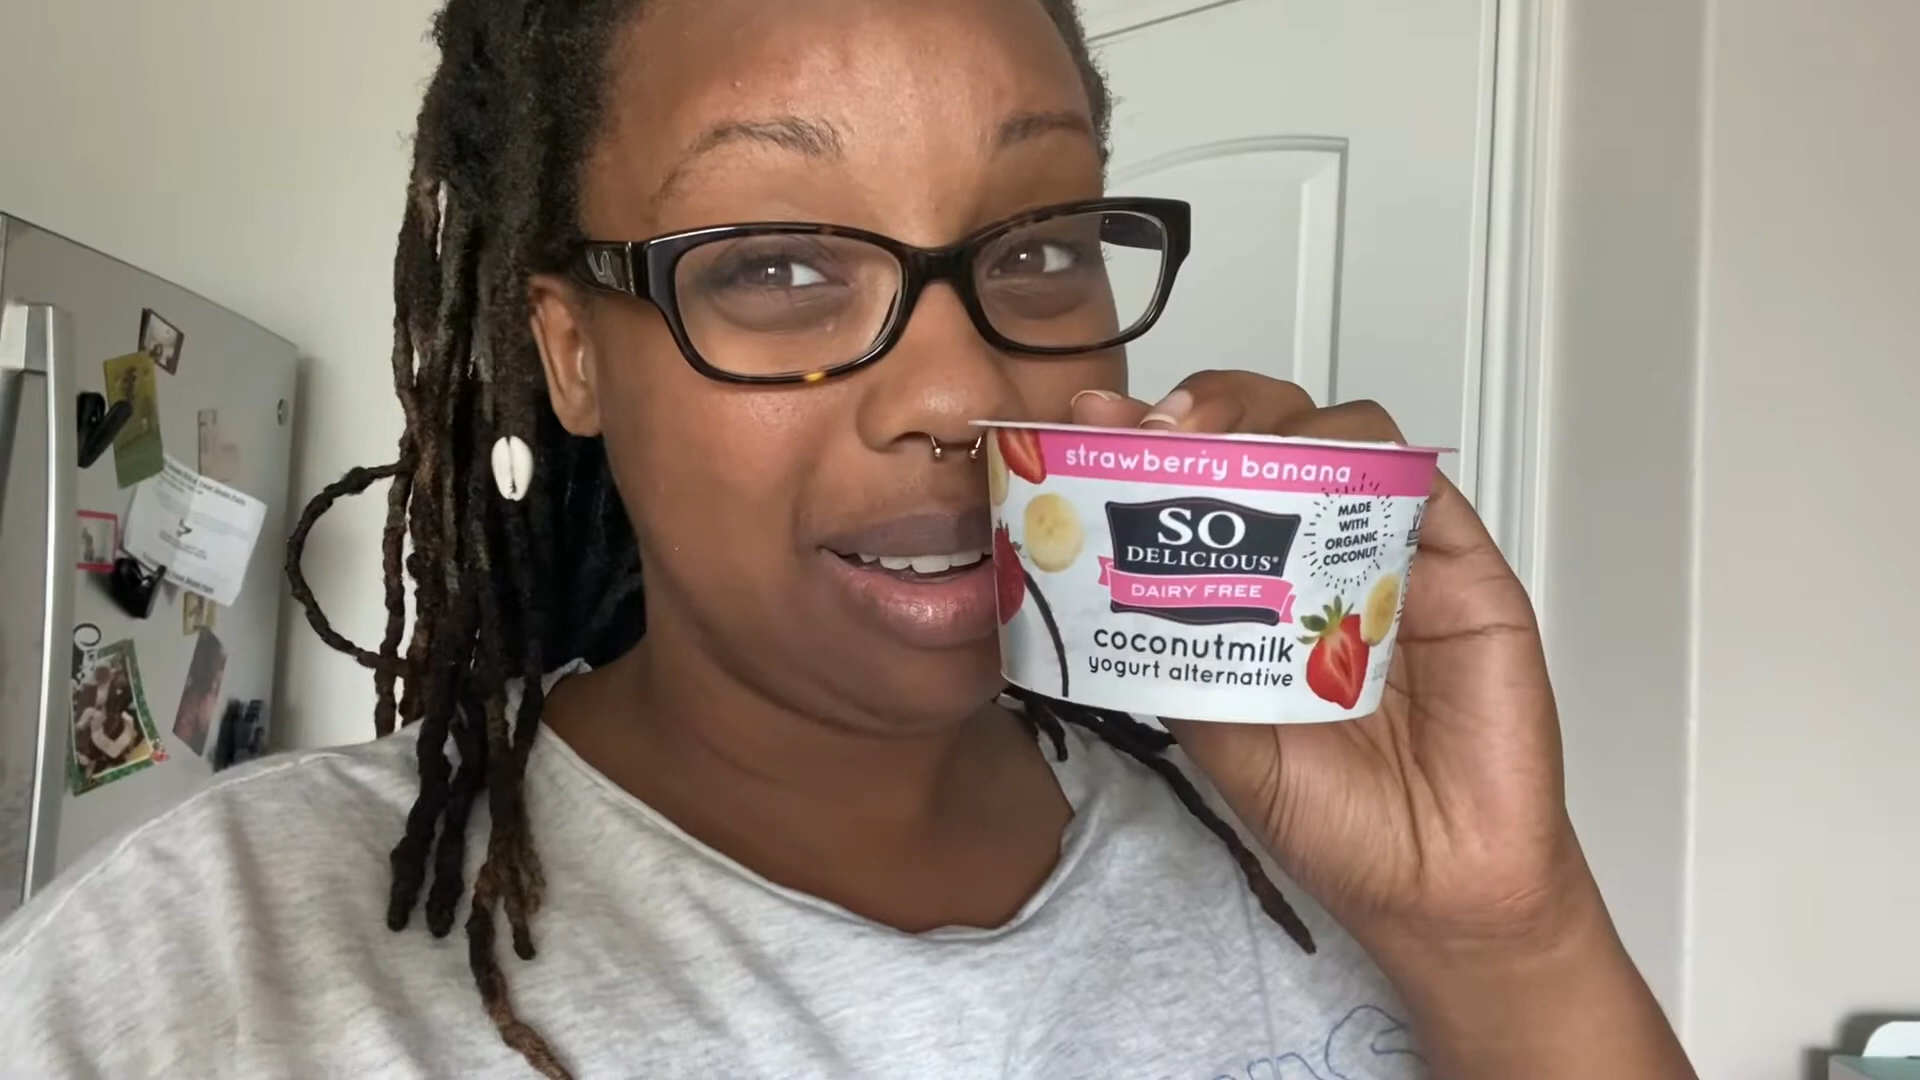 strawberry banana
SO
DELICIOUS®
DAIRY FREE
coconutmilk
yogurt alternative
MADE
WITH
ORGANIC
COCONUT